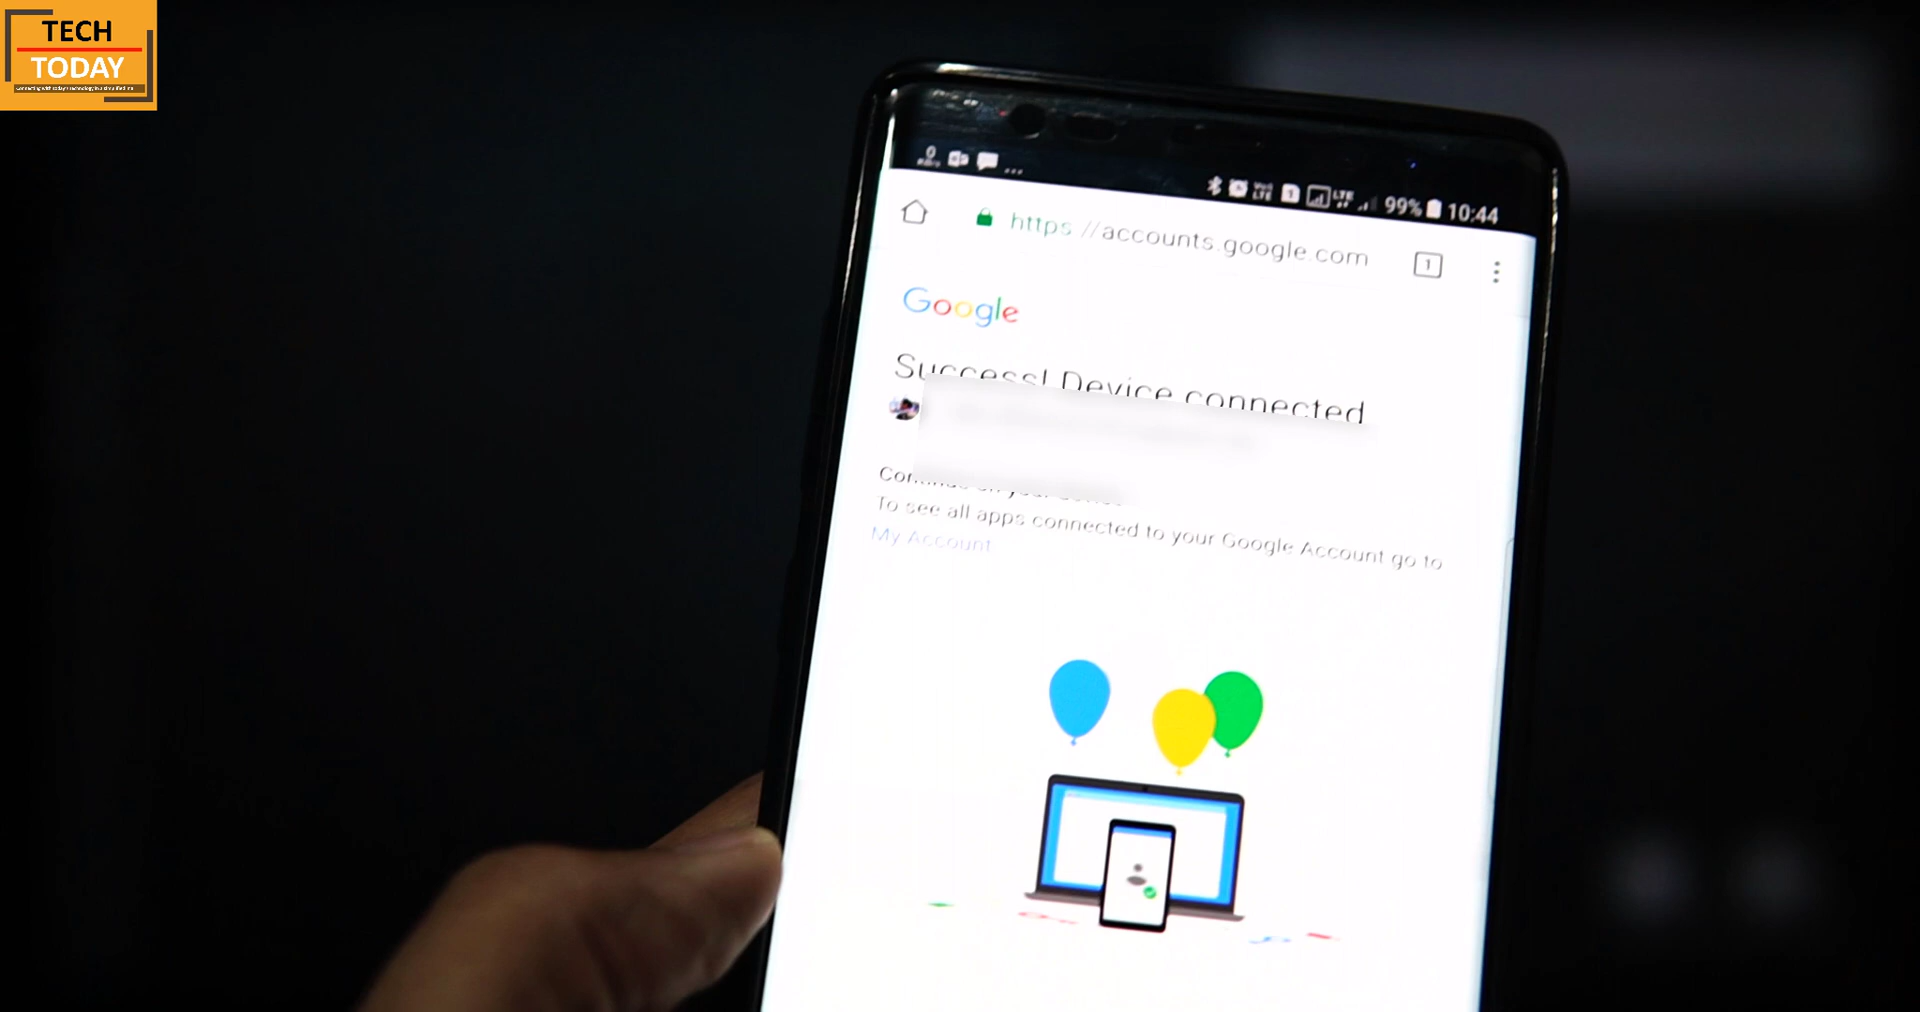 TECH
TODAY
99% 10:44
https://accounts.google.com
1
Google
Success! Device connected
To see all apps connected to your Google Account go to
My Account